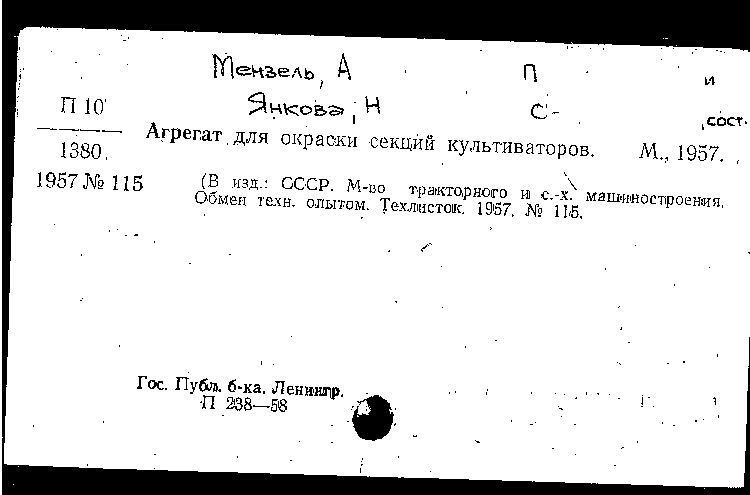 Мензель, А П и
Янкова, Н С- , сост.
П 10
1380. Агрегат для окраски секций культиваторов. М., 1957.
1957 № 115 (В изд.: СССР. М-во тракторного и с.-х. машиностроения.
Обмен техн. опытом. Техлисток. 1957. № 115.
Гос. Публ. б-ка. Ленингр.
П 238—58